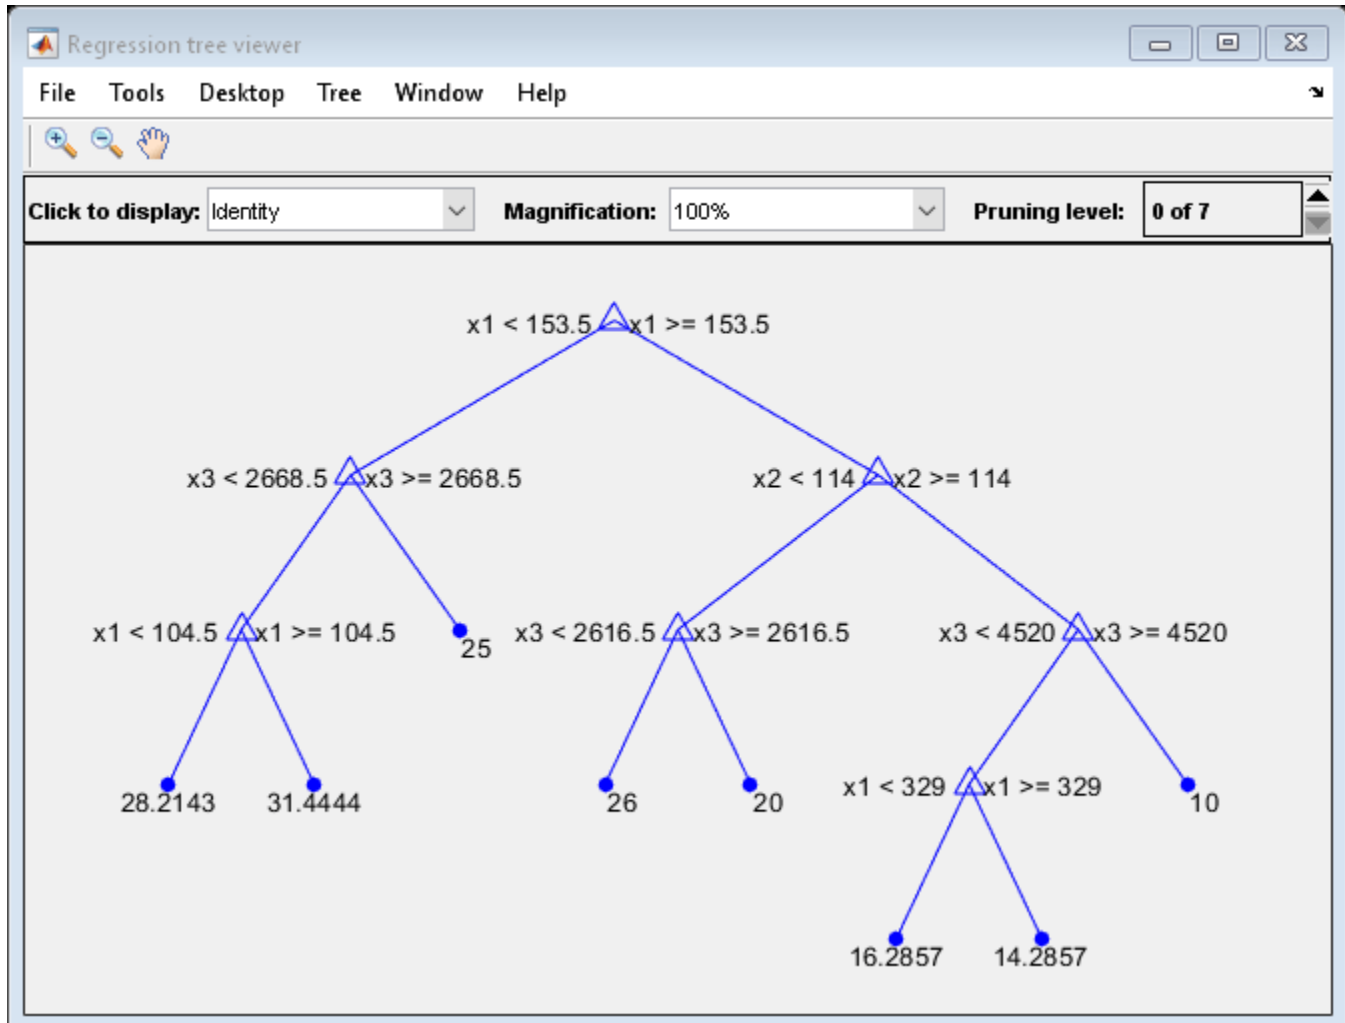 Regression tree viewer
File Tools Desktop Tree Window Help
Click to display: Identity Magnification: 100% Pruning level: 0 of 7
x1 < 153.5 x1 >= 153.5
x3 < 2668.5 x3 >= 2668.5 x2 < 114 x2 >= 114
x1 < 104.5 x1 >= 104.5 25 x3 < 2616.5 x3 >= 2616.5 x3 < 4520 x3 >= 4520
28.2143 31.4444 26 20 x1 < 329 x1 >= 329 10
16.2857 14.2857